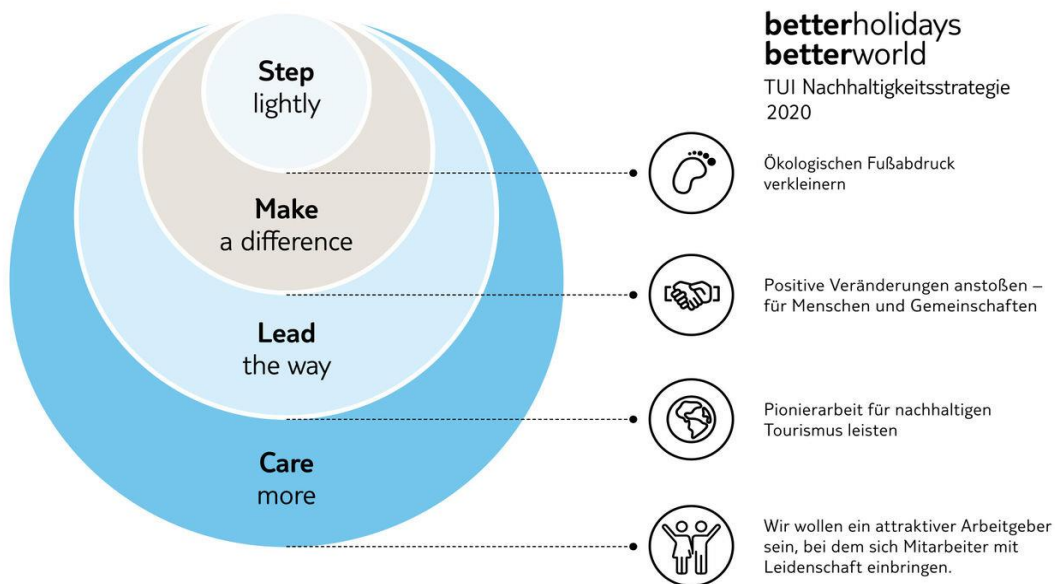 Step
lightly
Make
a difference
Lead
the way
Care
more
betterholidays
betterworld
TUI Nachhaltigkeitsstrategie
2020
Ökologischen Fußabdruck
verkleinern
Positive Veränderungen anstoßen –
für Menschen und Gemeinschaften
Pionierarbeit für nachhaltigen
Tourismus leisten
Wir wollen ein attraktiver Arbeitgeber
sein, bei dem sich Mitarbeiter mit
Leidenschaft einbringen.